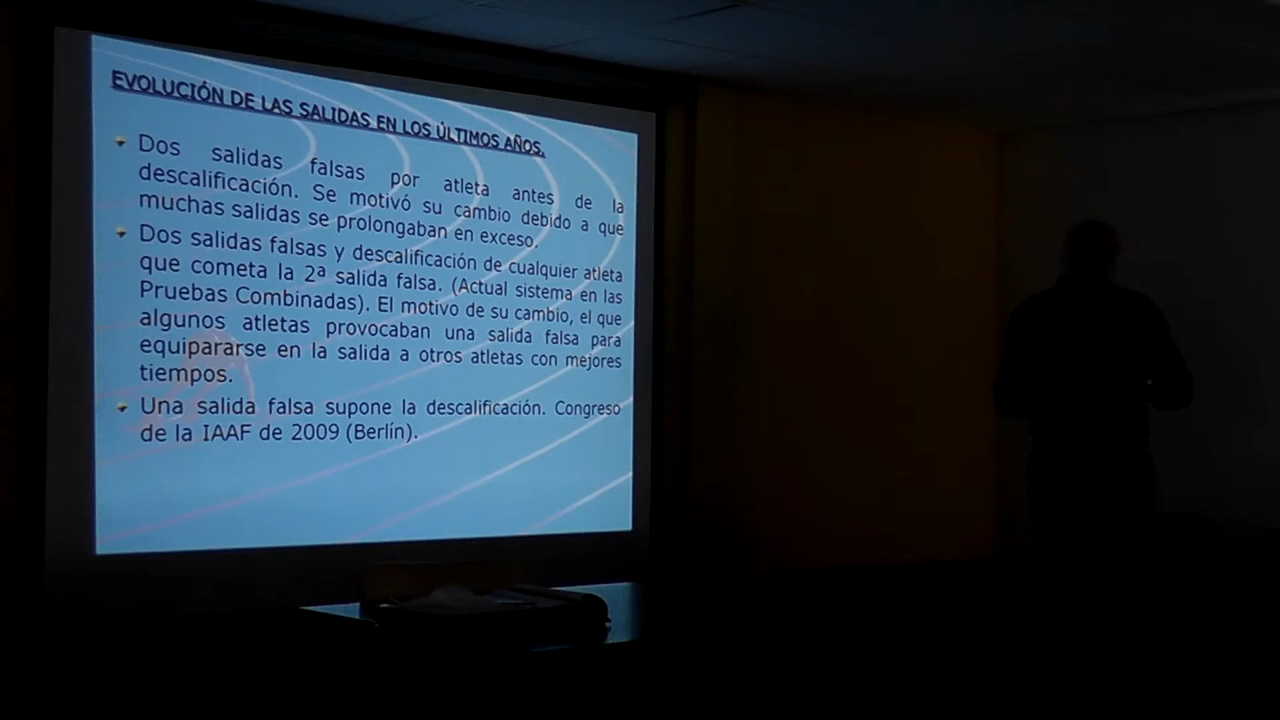 EVOLUCIÓN DE LAS SALIDAS EN LOS ÚLTIMOS AÑOS.
Dos salidas falsas por atleta antes de la
descalificación. Se motivó su cambio debido a que
muchas salidas se prolongaban en exceso.
Dos salidas falsas y descalificación de cualquier atleta
que cometa la 2ª salida falsa. (Actual sistema en las
Pruebas Combinadas). El motivo de su cambio, el que
algunos atletas provocaban una salida falsa para
equipararse en la salida a otros atletas con mejores
tiempos.
Una salida falsa supone la descalificación. Congreso
de la IAAF de 2009 (Berlín).